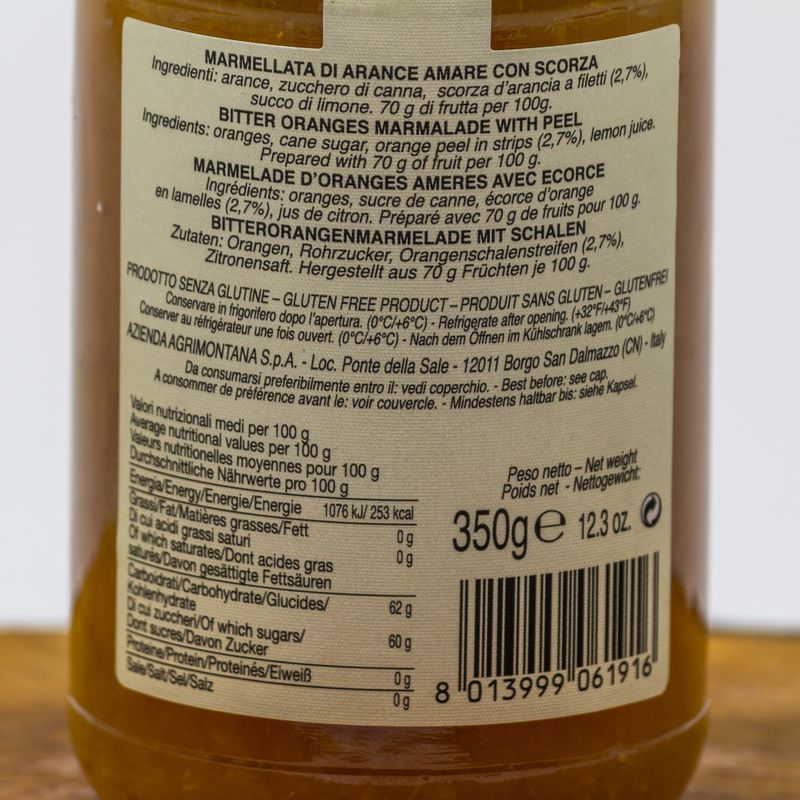 MARMELLATA DI ARANCE AMARE CON SCORZA
Ingredienti: arance, zucchero di canna, scorza d'arancia a filetti (2,7%),
succo di limone. 70 g di frutta per 100g.
BITTER ORANGES MARMALADE WITH PEEL
Ingredients: oranges, cane sugar, orange peel in strips (2,7%), lemon juice.
Prepared with 70 g of fruit per 100 g.
MARMELADE D'ORANGES AMERES AVEC ECORCE
Ingrédients: oranges, sucre de canne, écorce d'orange
en lamelles (2,7%), jus de citron. Préparé avec 70 g de fruits pour 100 g.
BITTERORANGENMARMELADE MIT SCHALEN
Zutaten: Orangen, Rohrzucker, Orangenschalenstreifen (2,7%),
Zitronensaft. Hergestellt aus 70 g Früchten je 100 g.
PRODOTTO SENZA GLUTINE – GLUTEN FREE PRODUCT – PRODUIT SANS GLUTEN – GLUTENFREI
Conservare in frigorifero dopo l'apertura. (0°C/+6°C) - Refrigerate after opening. (+32°F/+43°F)
Conserver au réfrigérateur une fois ouvert. (0°C/+6°C) - Nach dem Öffnen im Kühlschrank lagern. (0°C/+6°C)
AZIENDA AGRIMONTANA S.p.A. - Loc. Ponte della Sale - 12011 Borgo San Dalmazzo (CN) - Italy
Da consumarsi preferibilmente entro il: vedi coperchio. - Best before: see cap.
A consommer de préférence avant le: voir couvercle. - Mindestens haltbar bis: siehe Kapsel.
Valori nutrizionali medi per 100 g
Average nutritional values per 100 g
Valeurs nutritionelles moyennes pour 100 g
Durchschnittliche Nährwerte pro 100 g
Energia/Energy/Energie/Energie 1076 kJ/ 253 kcal
Grassi/Fat/Matières grasses/Fett 0 g
Di cui acidi grassi saturi 0 g
Of which saturates/Dont acides gras
saturés/Davon gesättigte Fettsäuren
Carboidrati/Carbohydrate/Glucides/ 62 g
Kohlenhydrate
Di cui zuccheri/Of which sugars/ 60 g
Dont sucres/Davon Zucker
Proteine/Protein/Proteinés/Eiweiß 0 g
Sale/Salt/Sel/Salz 0 g
Peso netto – Net weight
Poids net - Nettogewicht:
350g e 12.3 oz.
8 013999 061916